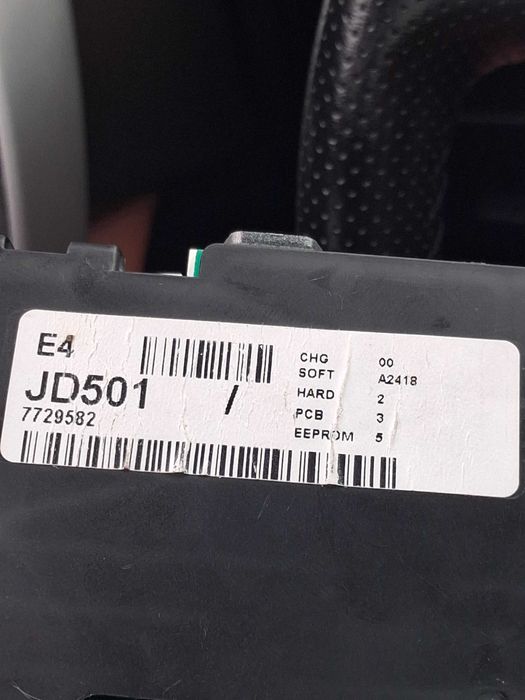 E4
JD501 /
7729582
CHG 00
SOFT A2418
HARD 2
PCB 3
EEPROM 5